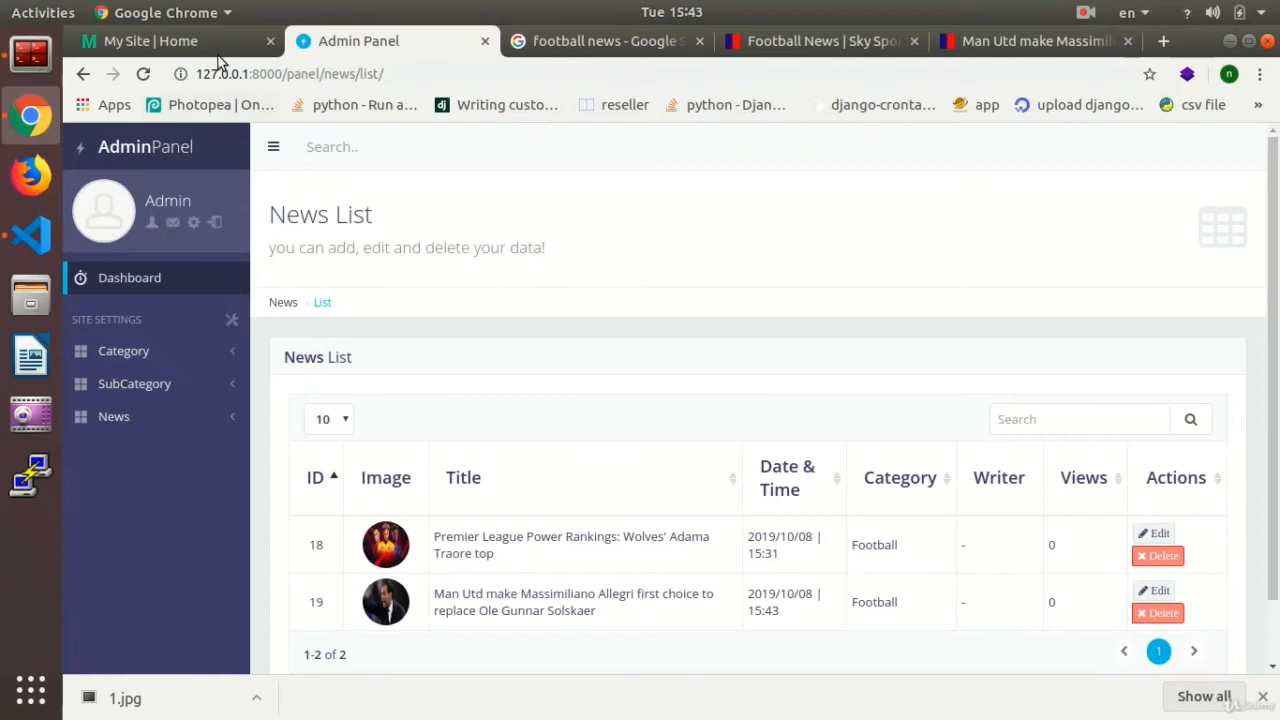 Activities Google Chrome Tue 15:43 en
My Site | Home Admin Panel football news - Google S Football News | Sky Spo Man Utd make Massimili
127.0.0.1:8000/panel/news/list/
Apps Photopea | On... python - Run a... Writing custo... reseller python - Djan... django-cronta... app upload django... csv file »
AdminPanel
Search..
Admin
News List
you can add, edit and delete your data!
Dashboard
News List
SITE SETTINGS
Category
SubCategory
News
News List
10
Search
ID Image Title Date & Time Category Writer Views Actions
18 Premier League Power Rankings: Wolves' Adama Traore top 2019/10/08 | 15:31 Football - 0 Edit Delete
19 Man Utd make Massimiliano Allegri first choice to replace Ole Gunnar Solskaer 2019/10/08 | 15:43 Football - 0 Edit Delete
1-2 of 2
1
1.jpg
Show all
Udemy